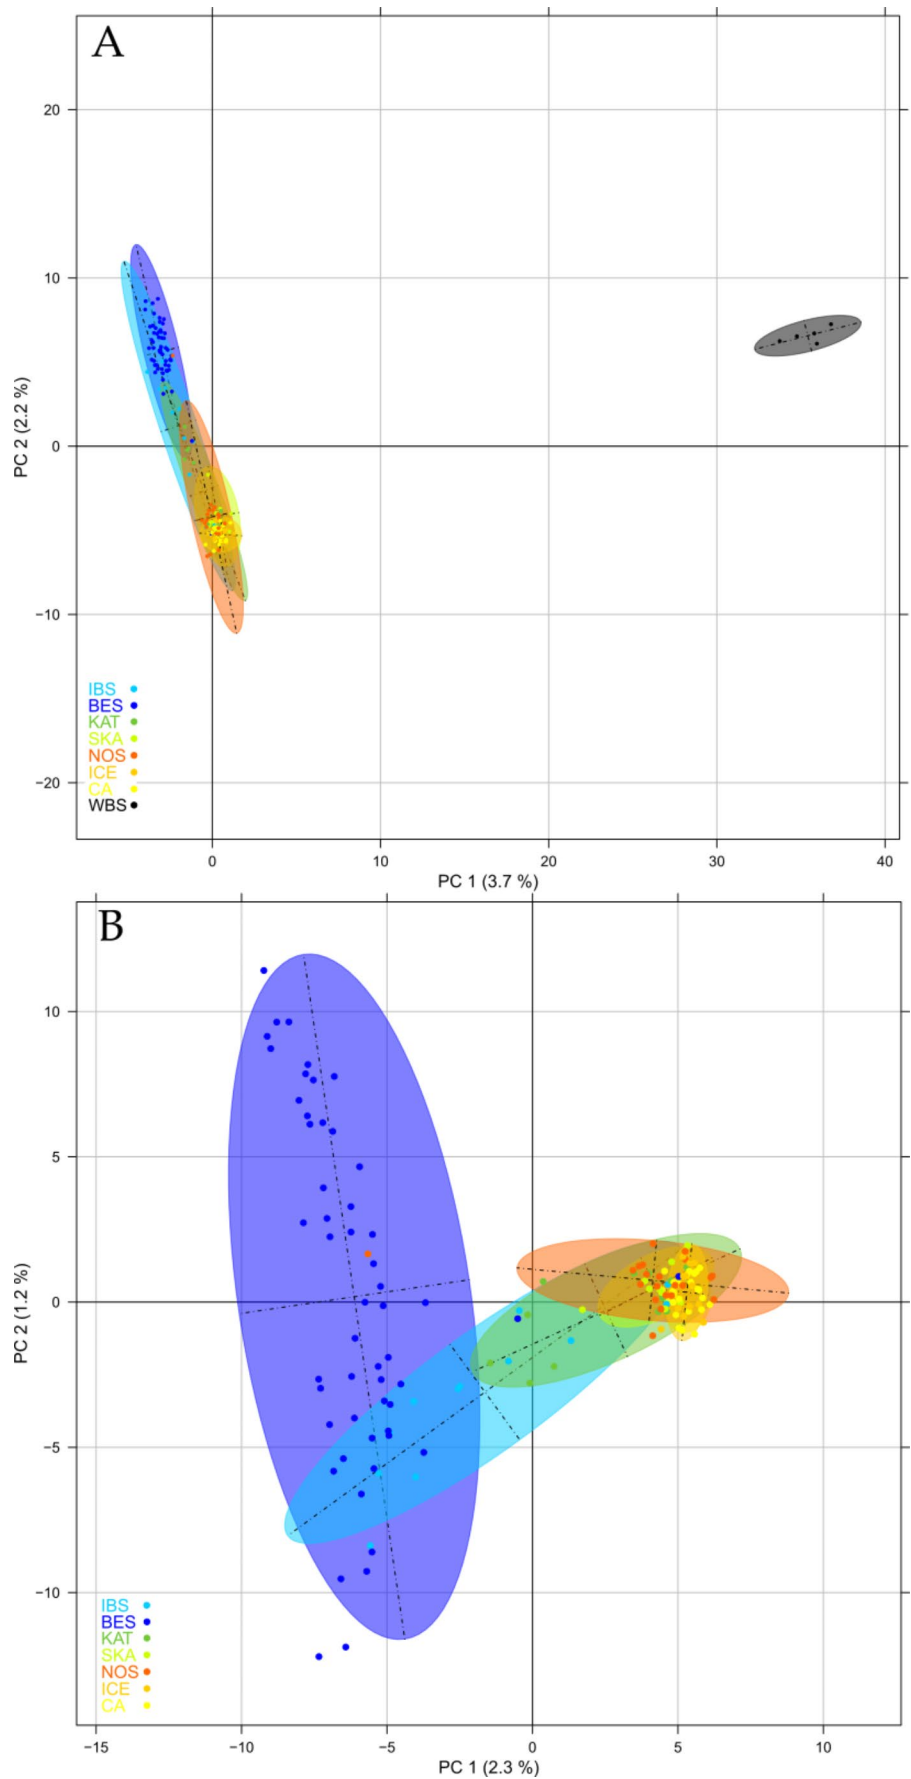 A
20
10
0
−10
−20
PC 2 (2.2 %)
IBS
BES
KAT
SKA
NOS
ICE
CA
WBS
0 10 20 30 40
PC 1 (3.7 %)
B
10
5
0
−5
−10
PC 2 (1.2 %)
IBS
BES
KAT
SKA
NOS
ICE
CA
−15 −10 −5 0 5 10
PC 1 (2.3 %)